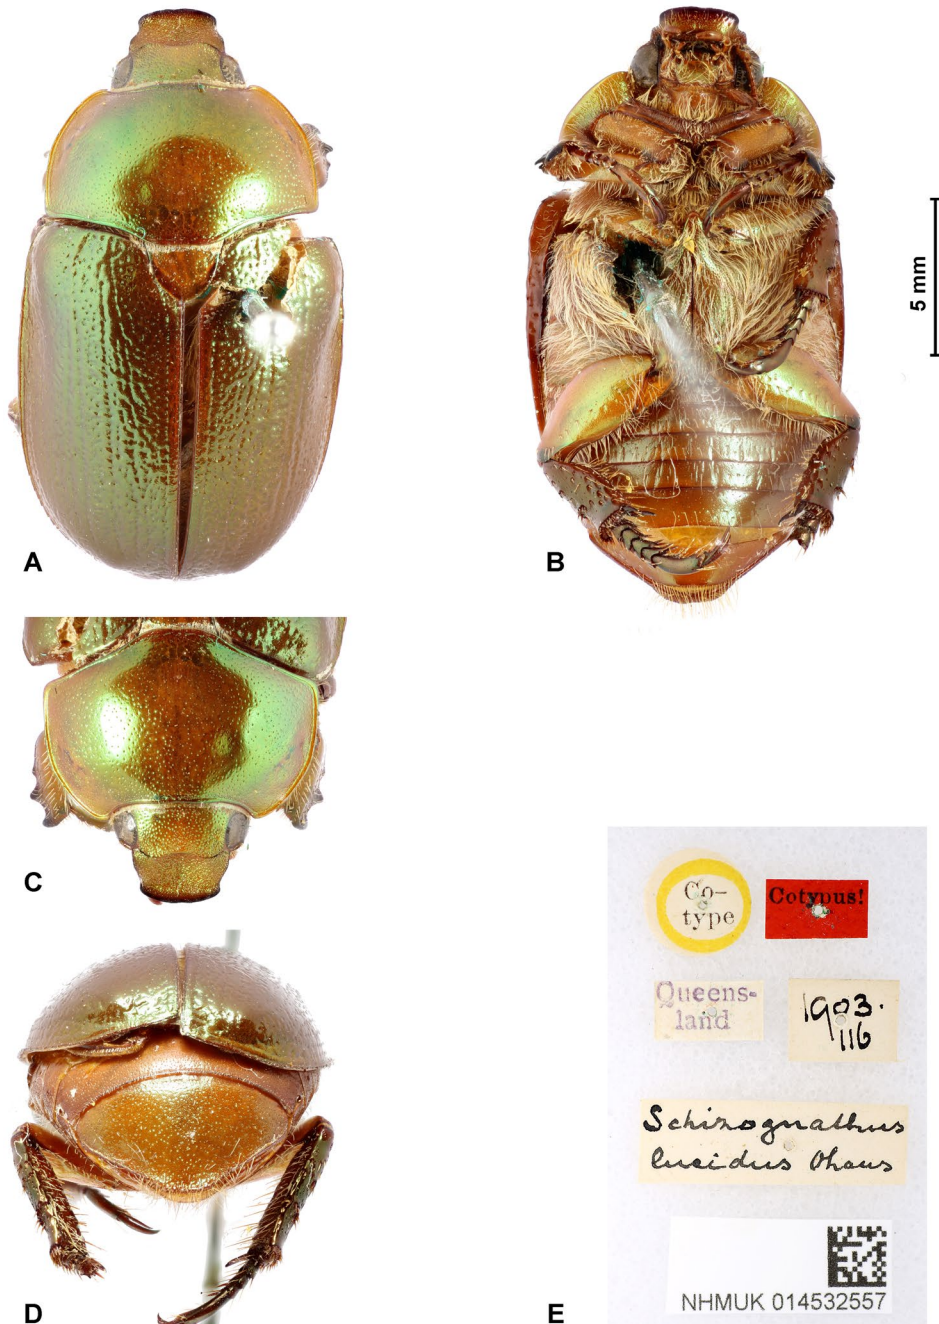 A
B
5 mm
C
D
E
Co-
type
Cotypus!
Queens-
land
1903.
116
Schizognathus
lucidus Ohaus
NHMUK 014532557